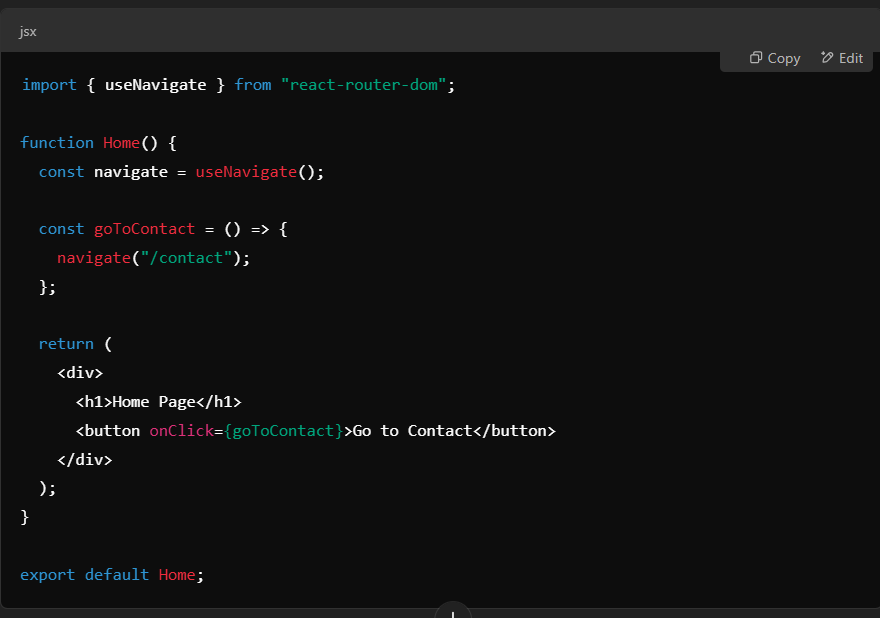 jsx
Copy Edit
import { useNavigate } from "react-router-dom";
function Home() {
const navigate = useNavigate();
const goToContact = () => {
navigate("/contact");
};
return (
<div>
<h1>Home Page</h1>
<button onClick={goToContact}>Go to Contact</button>
</div>
);
}
export default Home;